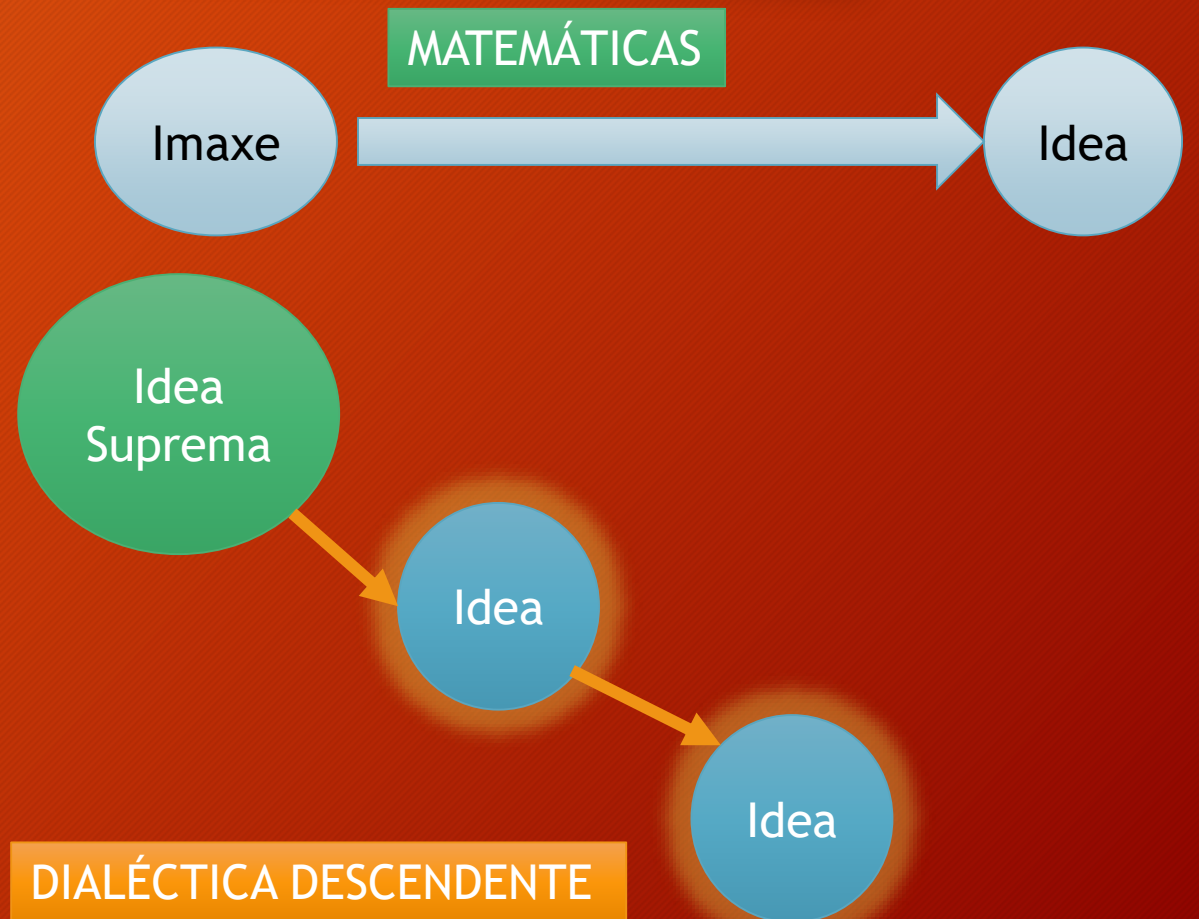 MATEMÁTICAS
Imaxe
Idea
Idea
Suprema
Idea
Idea
DIALÉCTICA DESCENDENTE